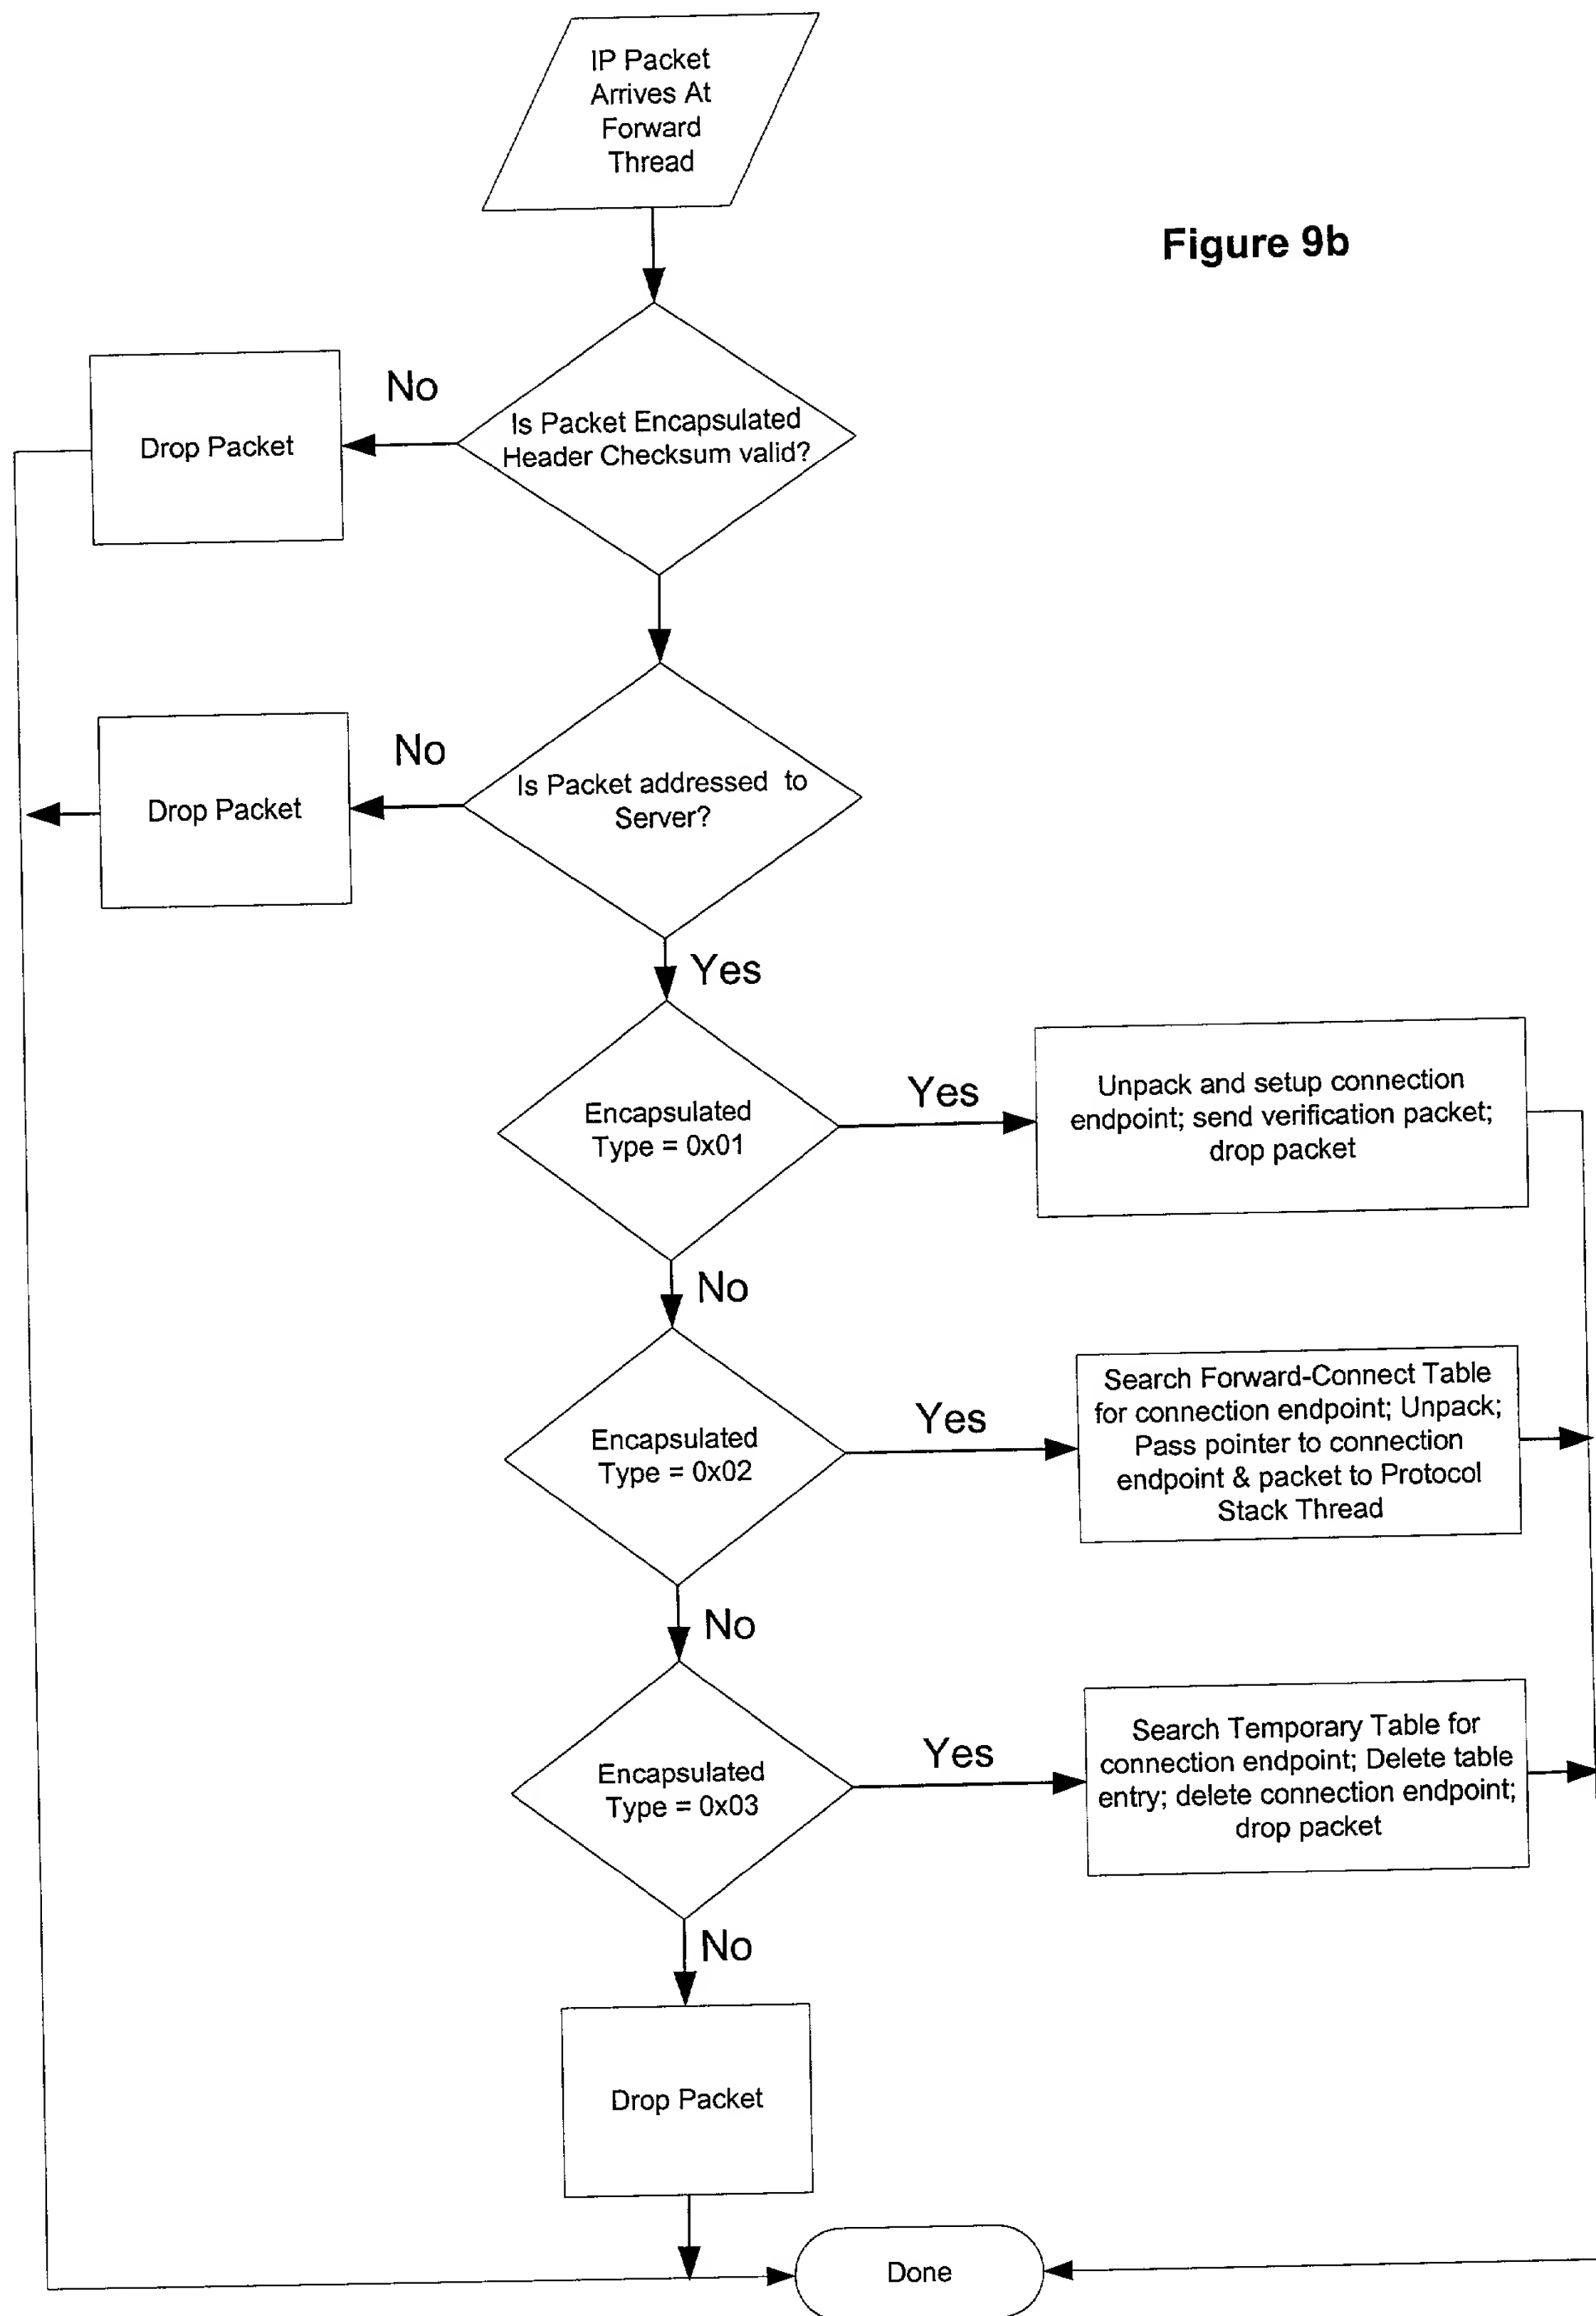 IP Packet
Arrives At
Forward
Thread
Figure 9b
No
Drop Packet
Is Packet Encapsulated
Header Checksum valid?
No
Drop Packet
Is Packet addressed to
Server?
Yes
Encapsulated
Type = 0x01
Yes
Unpack and setup connection
endpoint; send verification packet;
drop packet
No
Encapsulated
Type = 0x02
Yes
Search Forward-Connect Table
for connection endpoint; Unpack;
Pass pointer to connection
endpoint & packet to Protocol
Stack Thread
No
Encapsulated
Type = 0x03
Yes
Search Temporary Table for
connection endpoint; Delete table
entry; delete connection endpoint;
drop packet
No
Drop Packet
Done